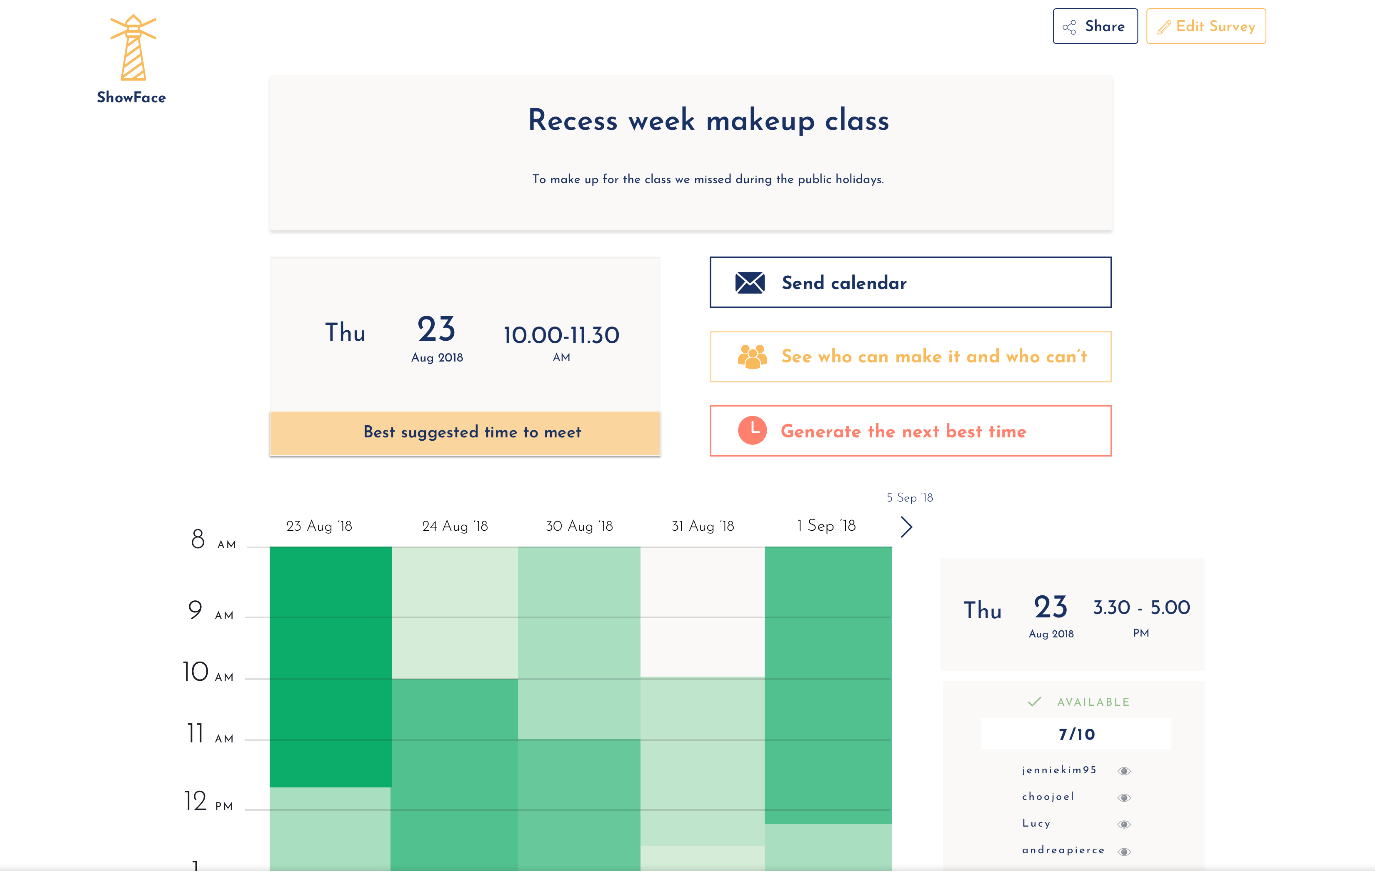 Share
Edit Survey
ShowFace
Recess week makeup class
To make up for the class we missed during the public holidays.
Thu
23
Aug 2018
10.00-11.30
AM
Best suggested time to meet
Send calendar
See who can make it and who can't
Generate the next best time
5 Sep '18
23 Aug '18
24 Aug '18
30 Aug '18
31 Aug '18
1 Sep '18
8 AM
9 AM
10 AM
11 AM
12 PM
1
Thu
23
Aug 2018
3.30 - 5.00
PM
AVAILABLE
7/10
jenniekim95
choojoel
Lucy
andreapierce